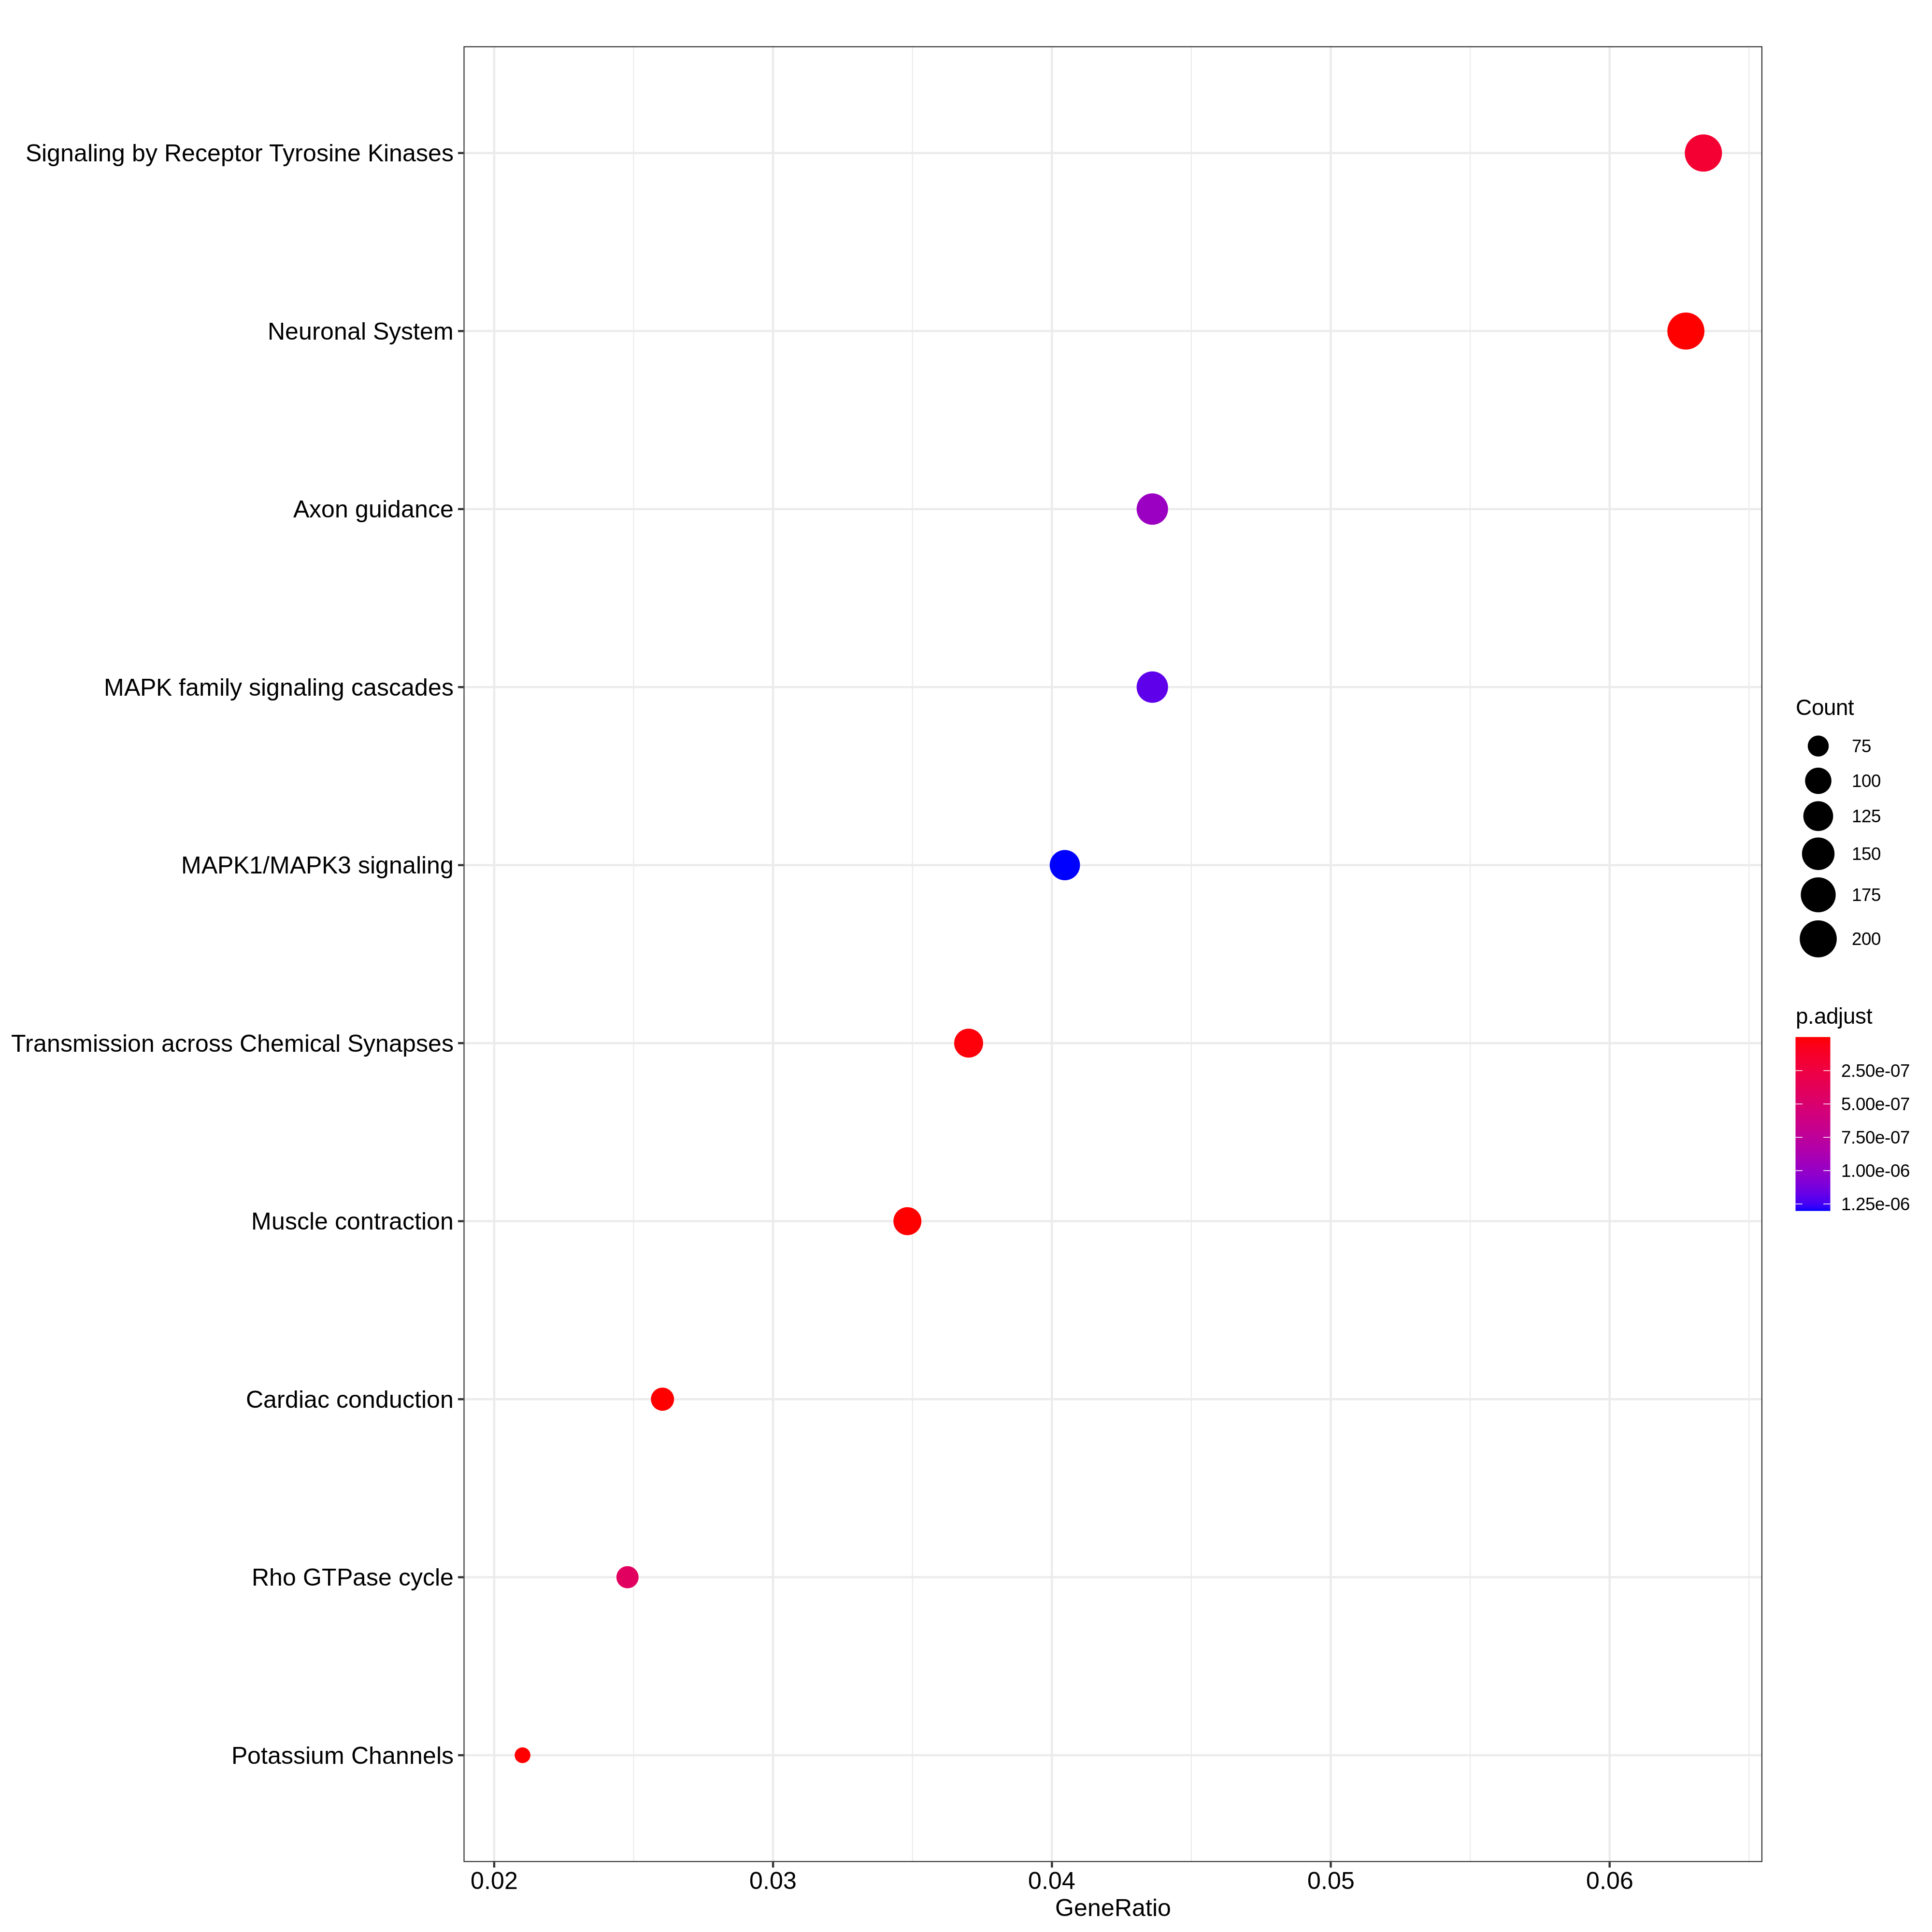 Signaling by Receptor Tyrosine Kinases
Neuronal System
Axon guidance
MAPK family signaling cascades
MAPK1/MAPK3 signaling
Transmission across Chemical Synapses
Muscle contraction
Cardiac conduction
Rho GTPase cycle
Potassium Channels
0.02 0.03 0.04 0.05 0.06
GeneRatio
Count
75
100
125
150
175
200
p.adjust
2.50e-07
5.00e-07
7.50e-07
1.00e-06
1.25e-06